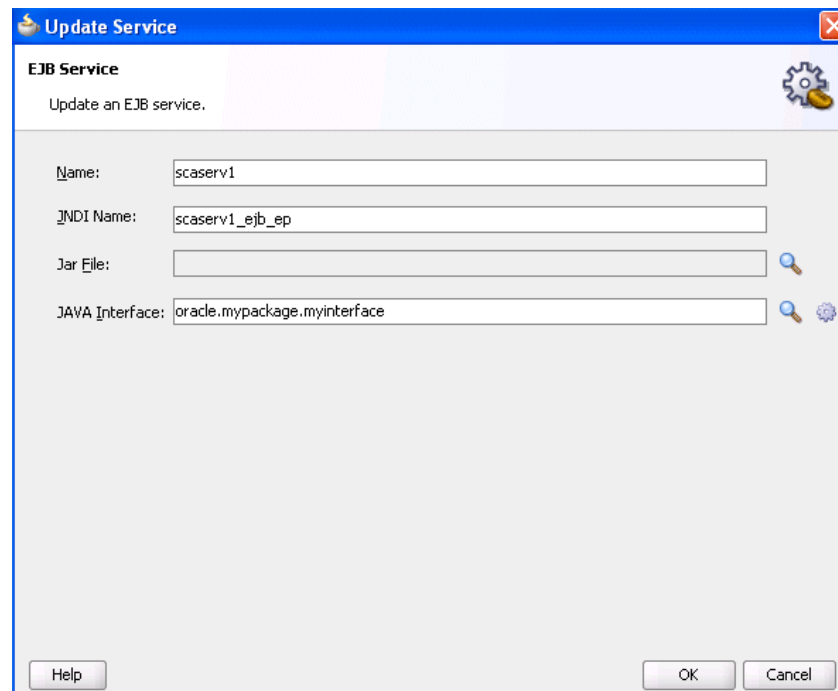 Update Service
EJB Service
Update an EJB service.
Name: scaserv1
JNDI Name: scaserv1_ejb_ep
Jar File:
JAVA Interface: oracle.mypackage.myinterface
Help OK Cancel